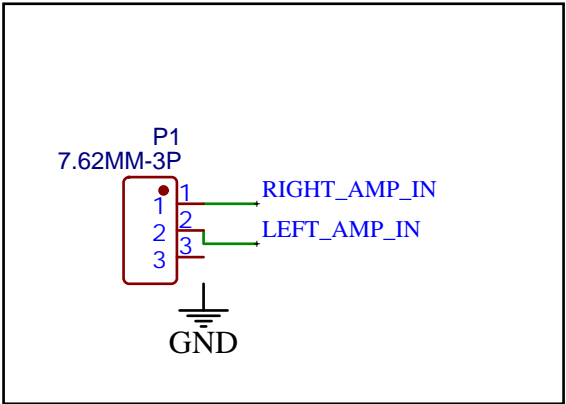 P1
7.62MM-3P
1 1 RIGHT_AMP_IN
2 2 LEFT_AMP_IN
3 3
GND